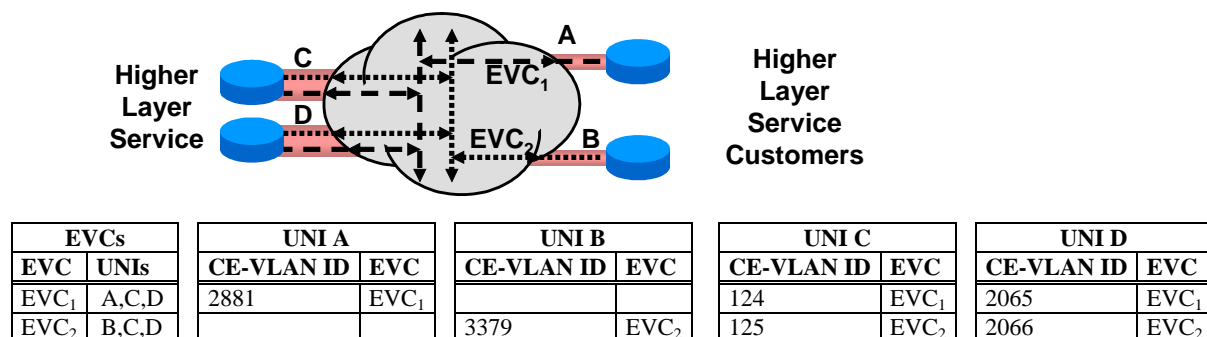 A
C
Higher
Layer
Service
EVC1
Higher
Layer
Service
Customers
D
EVC2
B
EVCs
EVC UNIs
EVC1 A,C,D
EVC2 B,C,D
UNI A
CE-VLAN ID EVC
2881 EVC1
UNI B
CE-VLAN ID EVC
3379 EVC2
UNI C
CE-VLAN ID EVC
124 EVC1
125 EVC2
UNI D
CE-VLAN ID EVC
2065 EVC1
2066 EVC2